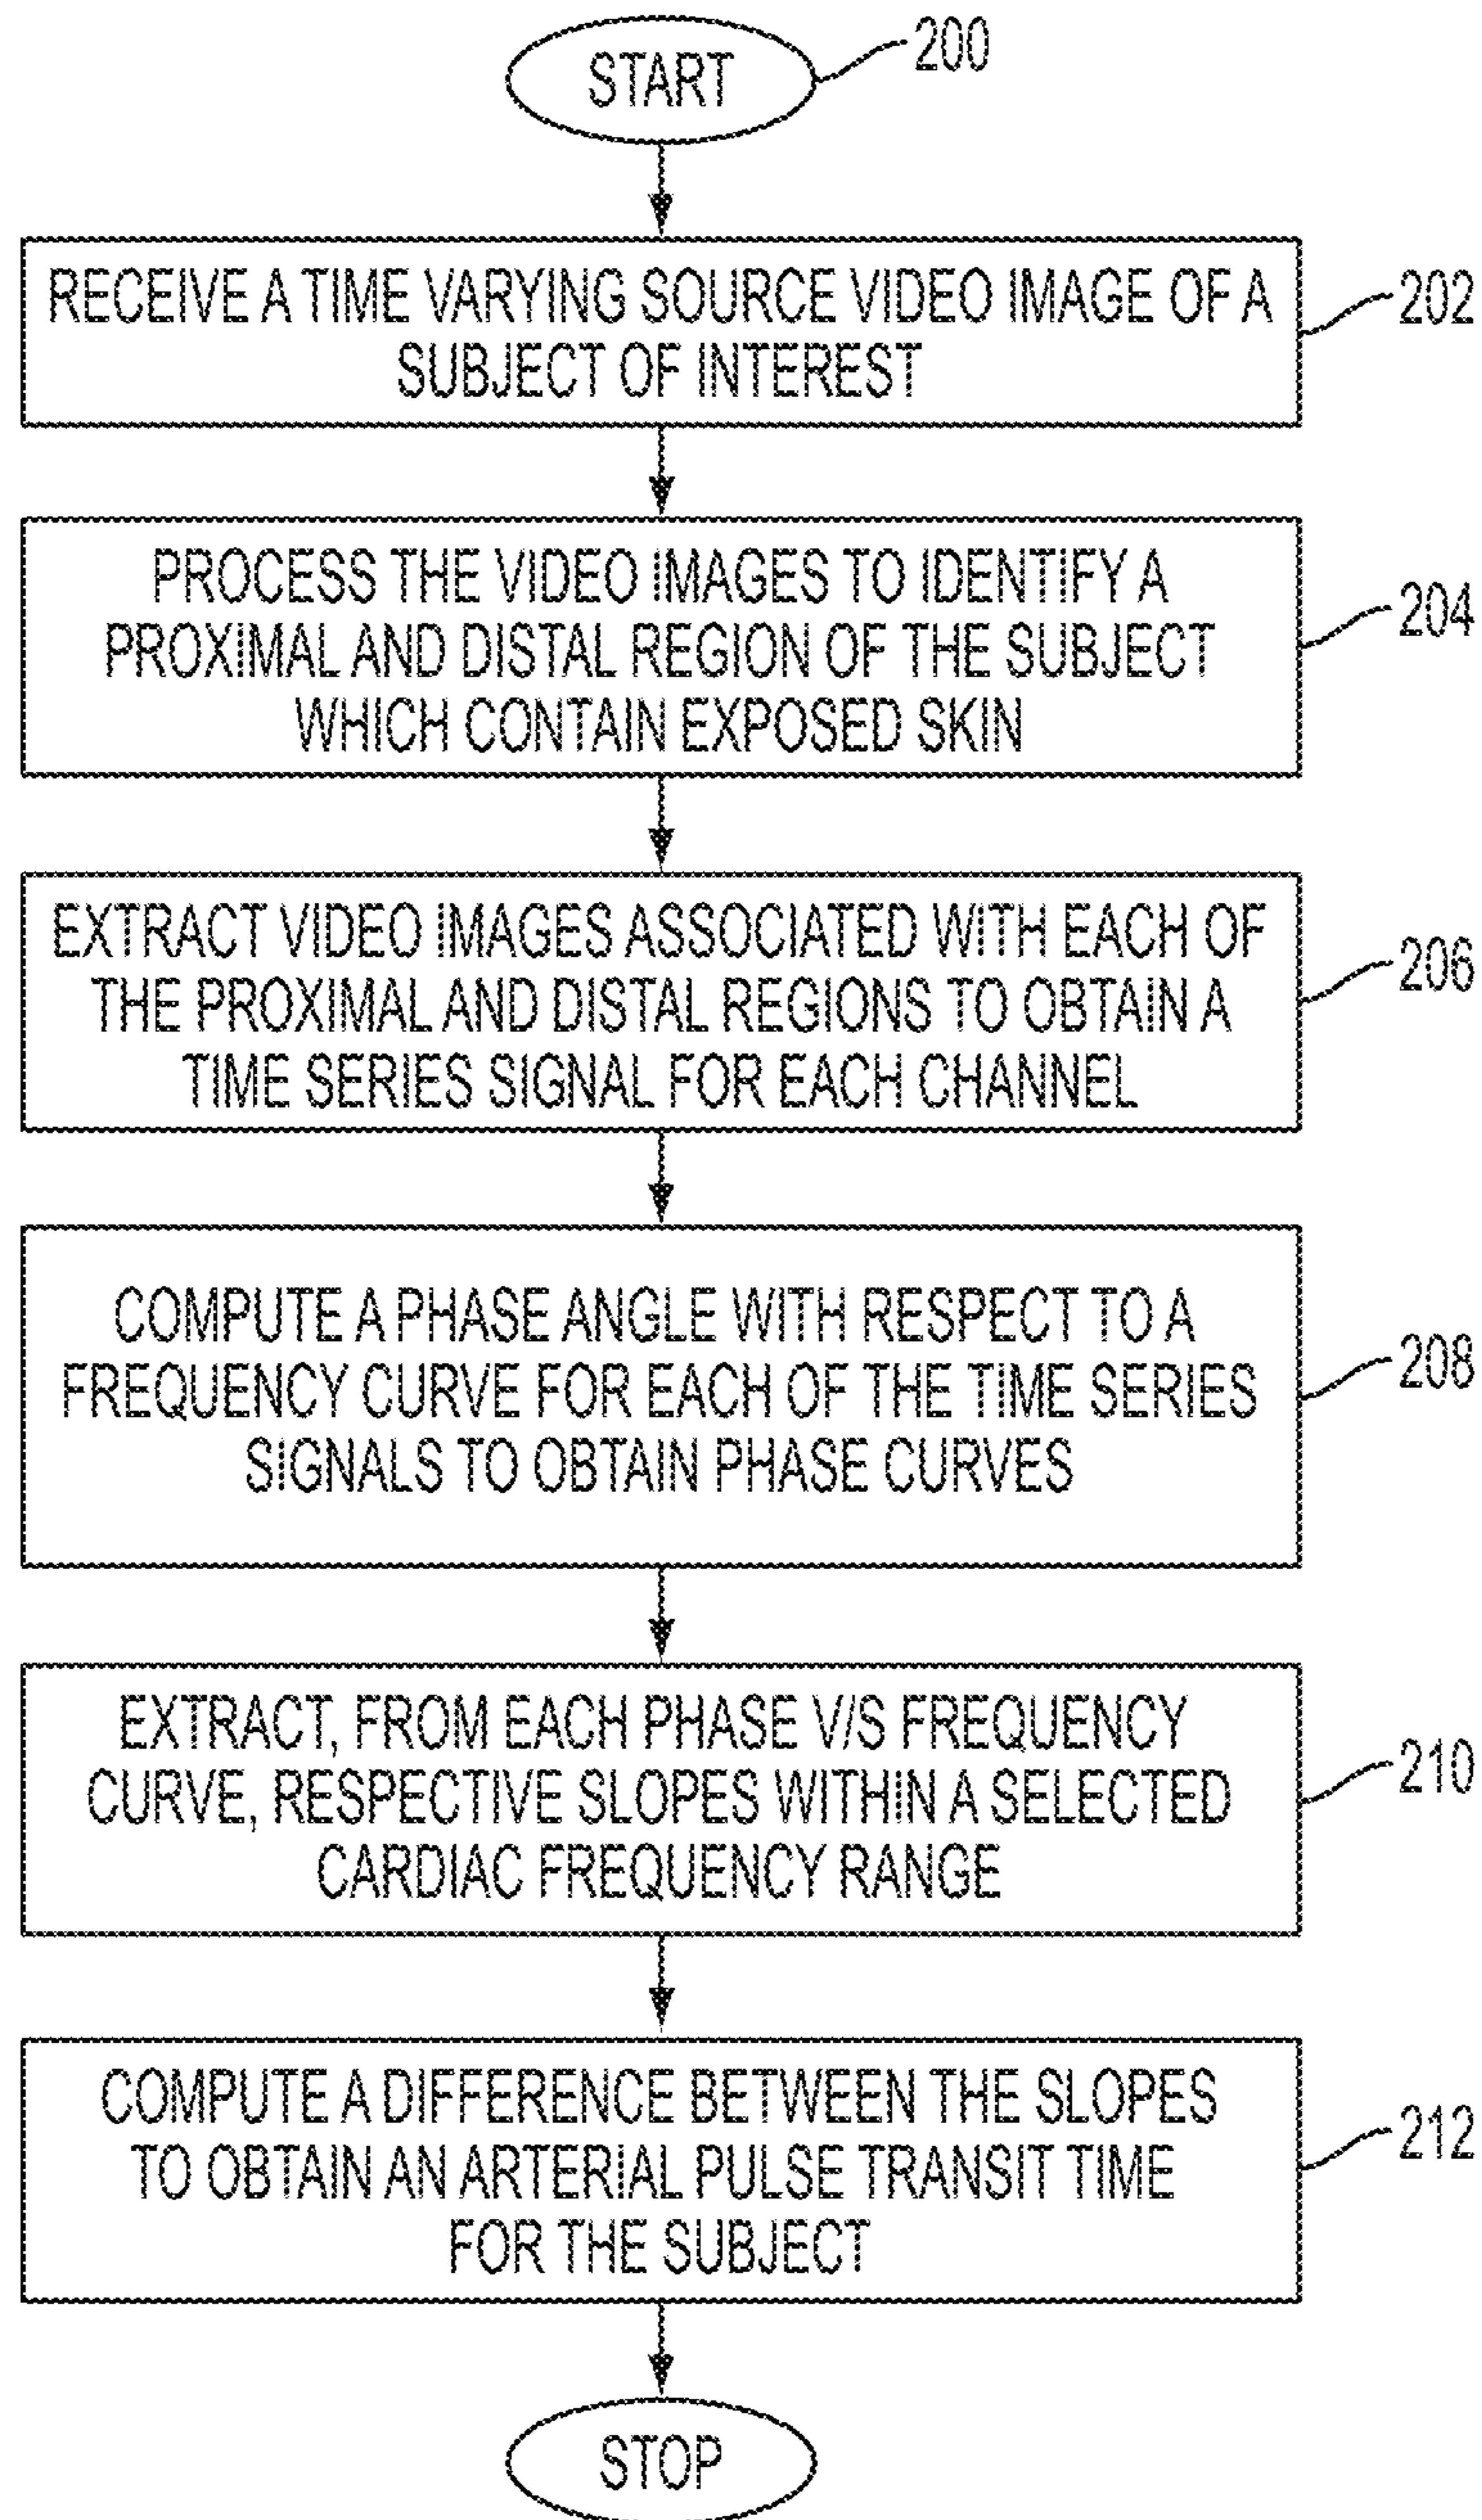 START
200
RECEIVE A TIME VARYING SOURCE VIDEO IMAGE OF A
SUBJECT OF INTEREST
202
PROCESS THE VIDEO IMAGES TO IDENTIFY A
PROXIMAL AND DISTAL REGION OF THE SUBJECT
WHICH CONTAIN EXPOSED SKIN
204
EXTRACT VIDEO IMAGES ASSOCIATED WITH EACH OF
THE PROXIMAL AND DISTAL REGIONS TO OBTAIN A
TIME SERIES SIGNAL FOR EACH CHANNEL
206
COMPUTE A PHASE ANGLE WITH RESPECT TO A
FREQUENCY CURVE FOR EACH OF THE TIME SERIES
SIGNALS TO OBTAIN PHASE CURVES
208
EXTRACT, FROM EACH PHASE V/S FREQUENCY
CURVE, RESPECTIVE SLOPES WITHIN A SELECTED
CARDIAC FREQUENCY RANGE
210
COMPUTE A DIFFERENCE BETWEEN THE SLOPES
TO OBTAIN AN ARTERIAL PULSE TRANSIT TIME
FOR THE SUBJECT
212
STOP